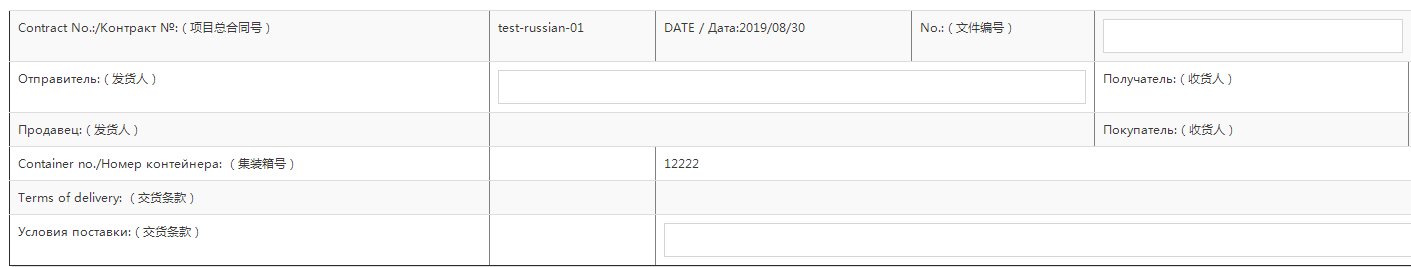 Contract No.:/Контракт №: ( 项目总合同号 ) test-russian-01 DATE / Дата:2019/08/30 No.: ( 文件编号 )
Отправитель: ( 发货人 ) Получатель: ( 收货人 )
Продавец: ( 发货人 ) Покупатель: ( 收货人 )
Container no./Номер контейнера: ( 集装箱号 ) 12222
Terms of delivery: ( 交货条款 )
Условия поставки: ( 交货条款 )